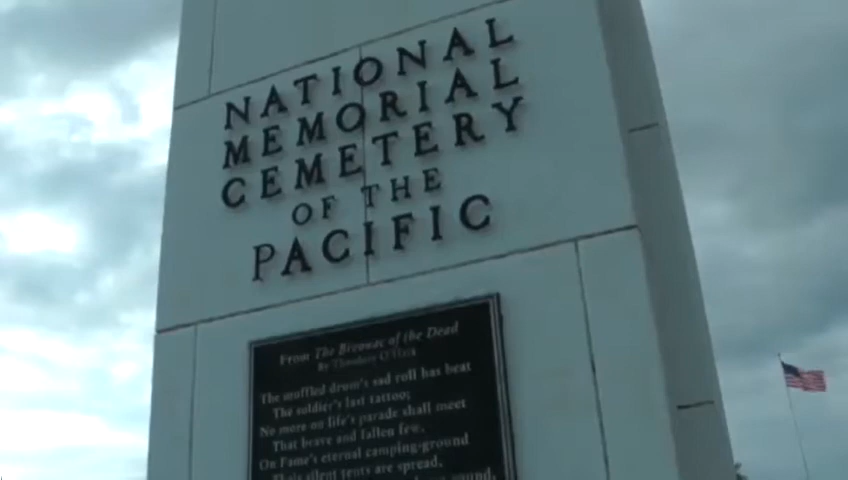 NATIONAL
MEMORIAL
CEMETERY
OF THE
PACIFIC
From The Bivouac of the Dead
By Theodore O'Hara
The muffled drum's sad roll has beat
The soldier's last tattoo;
No more on life's parade shall meet
That brave and fallen few.
On Fame's eternal camping-ground
Their silent tents are spread,